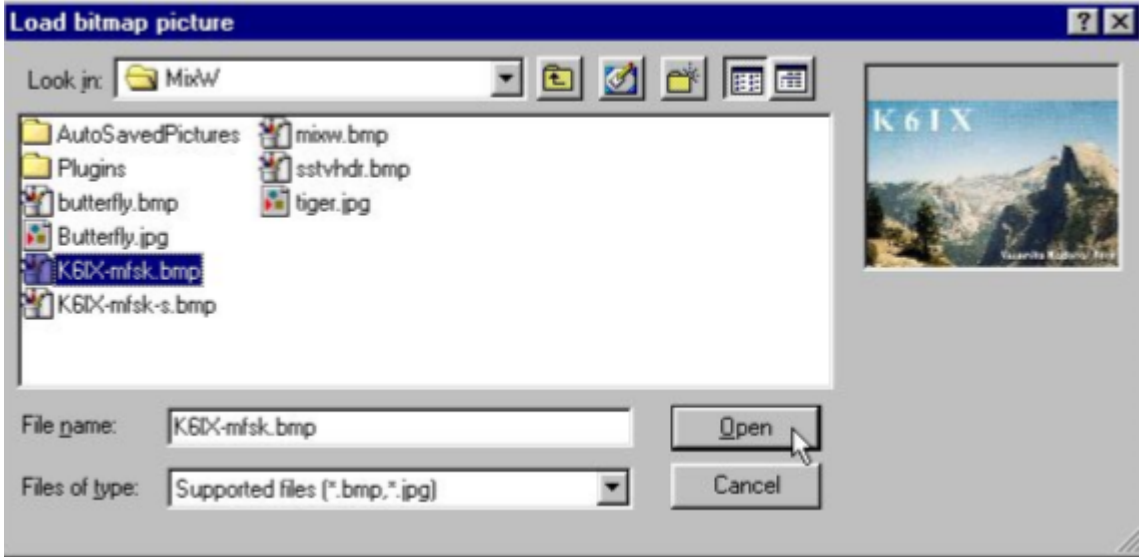 Load bitmap picture
Look in: MixW
AutoSavedPictures
Plugins
butterfly.bmp
Butterfly.jpg
K6IX-mfsk.bmp
K6IX-mfsk-s.bmp
mixw.bmp
sstvhdr.bmp
tiger.jpg
K6IX
File name: K6IX-mfsk.bmp
Open
Files of type: Supported files (*.bmp,*.jpg)
Cancel